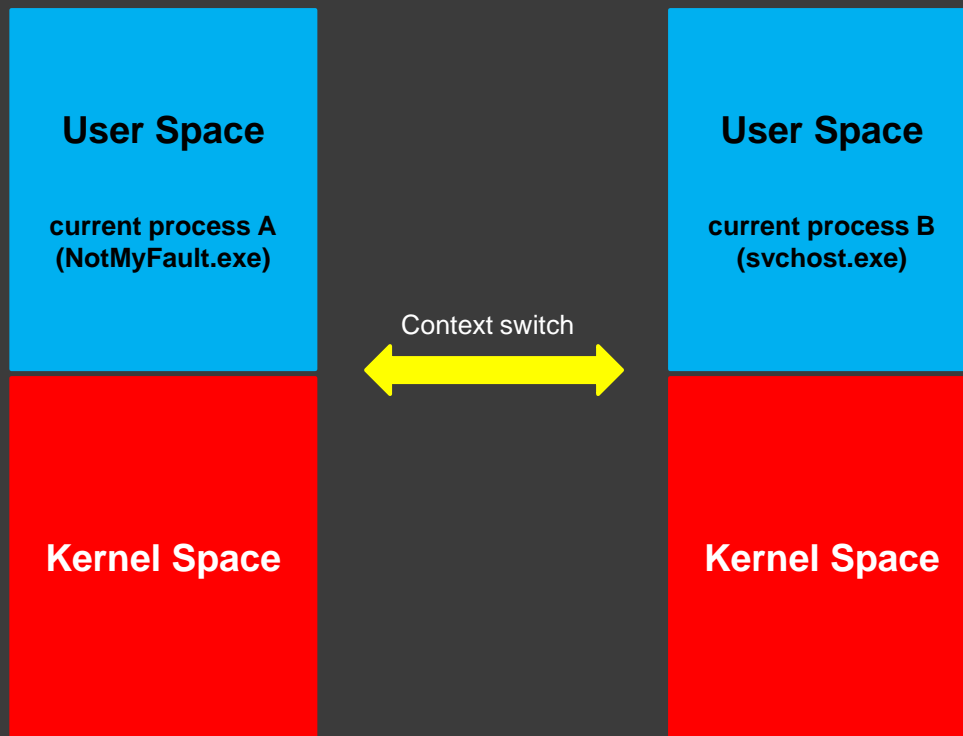 User Space
current process A
(NotMyFault.exe)
Kernel Space
Context switch
User Space
current process B
(svchost.exe)
Kernel Space